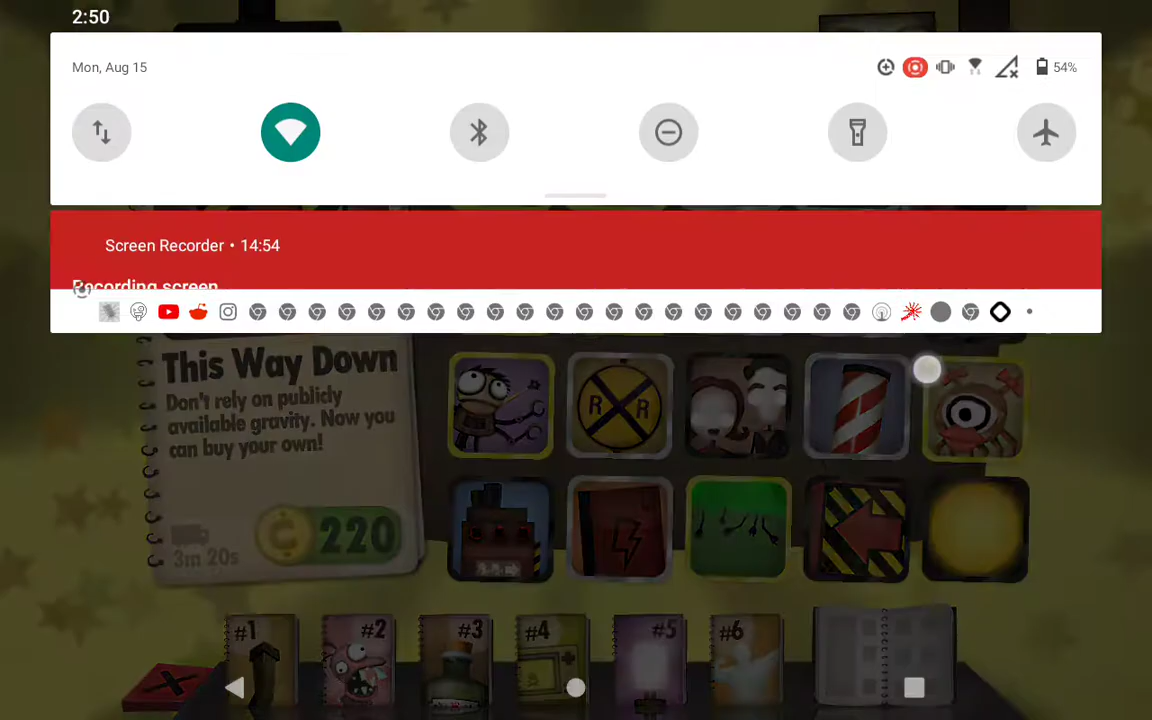 2:50
Mon, Aug 15
54%
Screen Recorder • 14:54
Recording screen
This Way Down
Don't rely on publicly
available gravity. Now you
can buy your own!
R R
3m 20s
C 220
#1 #2 #3 #4 #5 #6